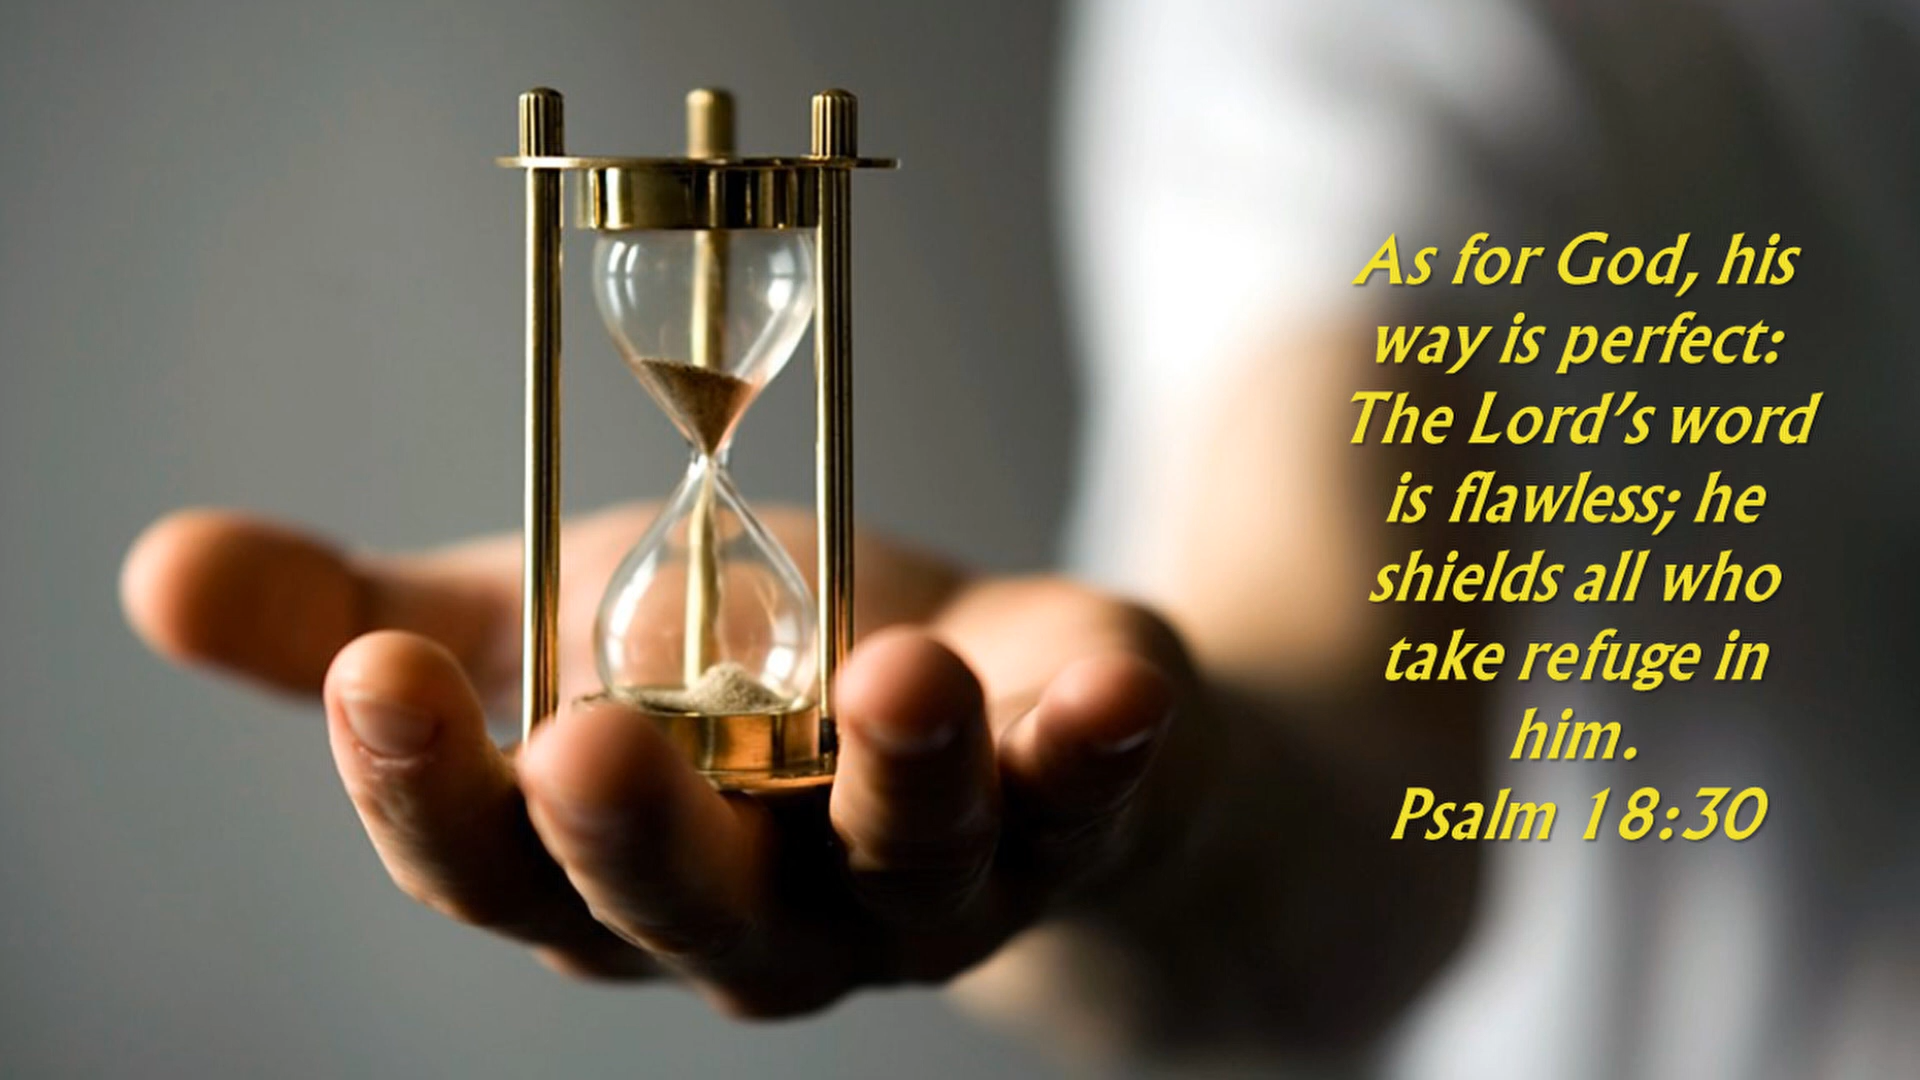 As for God, his
way is perfect:
The Lord’s word
is flawless; he
shields all who
take refuge in
him.
Psalm 18:30